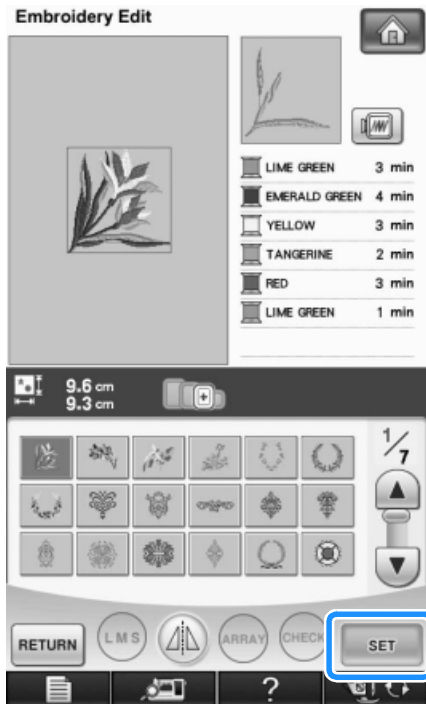 Embroidery Edit
LIME GREEN 3 min
EMERALD GREEN 4 min
YELLOW 3 min
TANGERINE 2 min
RED 3 min
LIME GREEN 1 min
9.6 cm
9.3 cm
1/7
RETURN
L M S
ARRAY
CHECK
SET
?